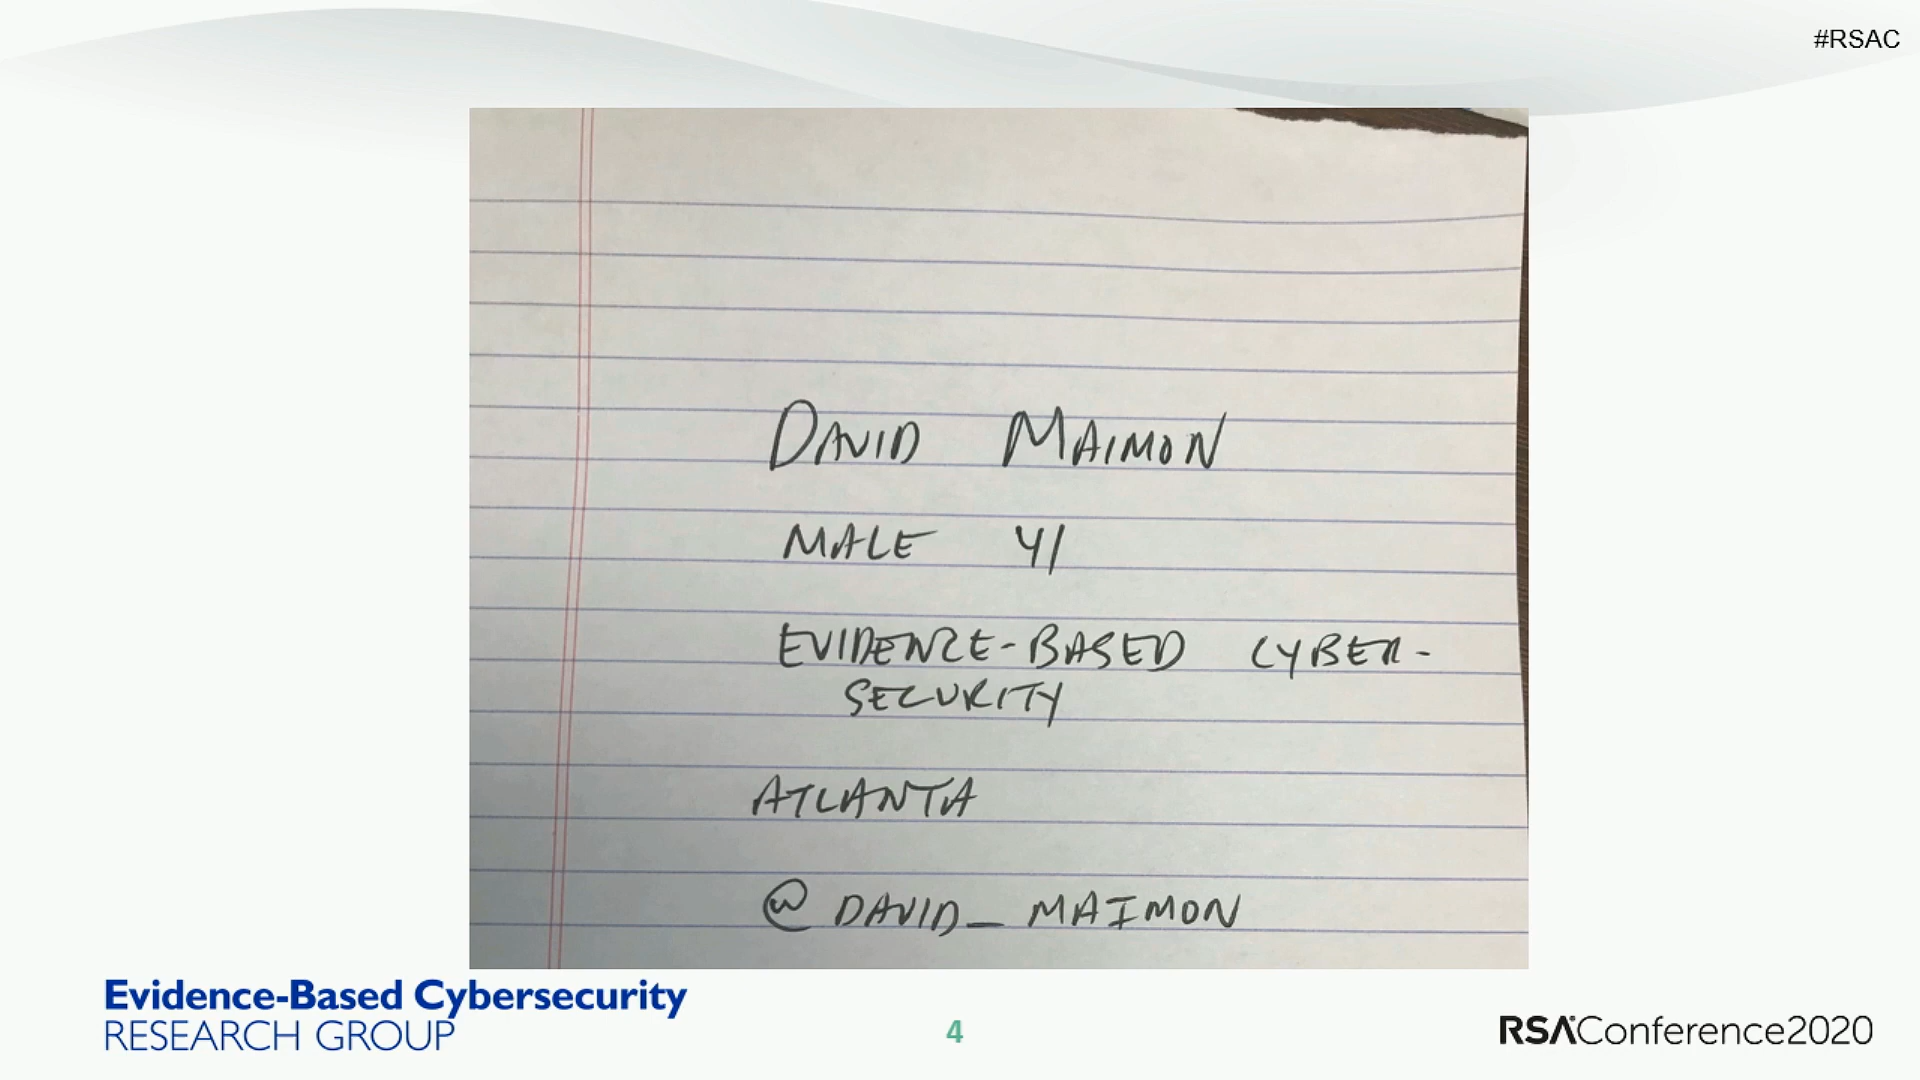 #RSAC
DAVID MAIMON
MALE 41
EVIDENCE-BASED CYBER-
SECURITY
ATLANTA
@DAVID_MAIMON
Evidence-Based Cybersecurity
RESEARCH GROUP
4
RSAConference2020